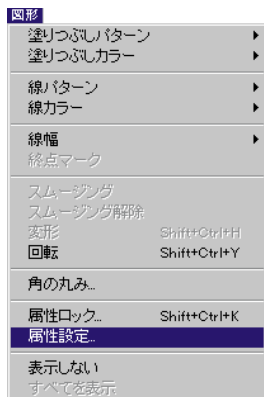 図形
塗りつぶしパターン
塗りつぶしカラー
線パターン
線カラー
線幅
終点マーク
スムージング
スムージング解除
変形 Shift+Ctrl+H
回転 Shift+Ctrl+Y
角の丸み...
属性ロック... Shift+Ctrl+K
属性設定...
表示しない
すべてを表示